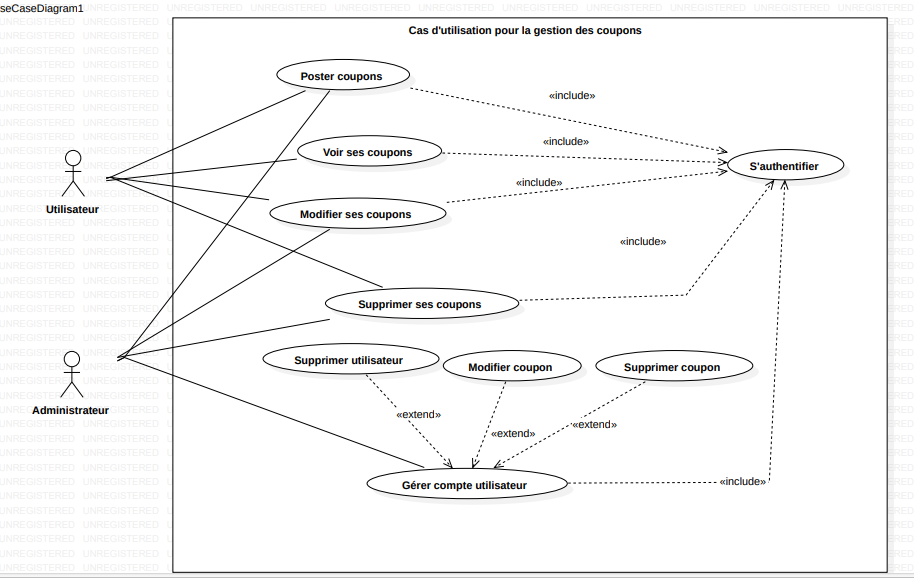 seCaseDiagram1
Cas d'utilisation pour la gestion des coupons
Poster coupons
«include»
«include»
Voir ses coupons
S'authentifier
«include»
Utilisateur
Modifier ses coupons
«include»
Supprimer ses coupons
Supprimer utilisateur
Modifier coupon
Supprimer coupon
Administrateur
«extend»
«extend»
«extend»
Gérer compte utilisateur
«include»
UNREGISTERED